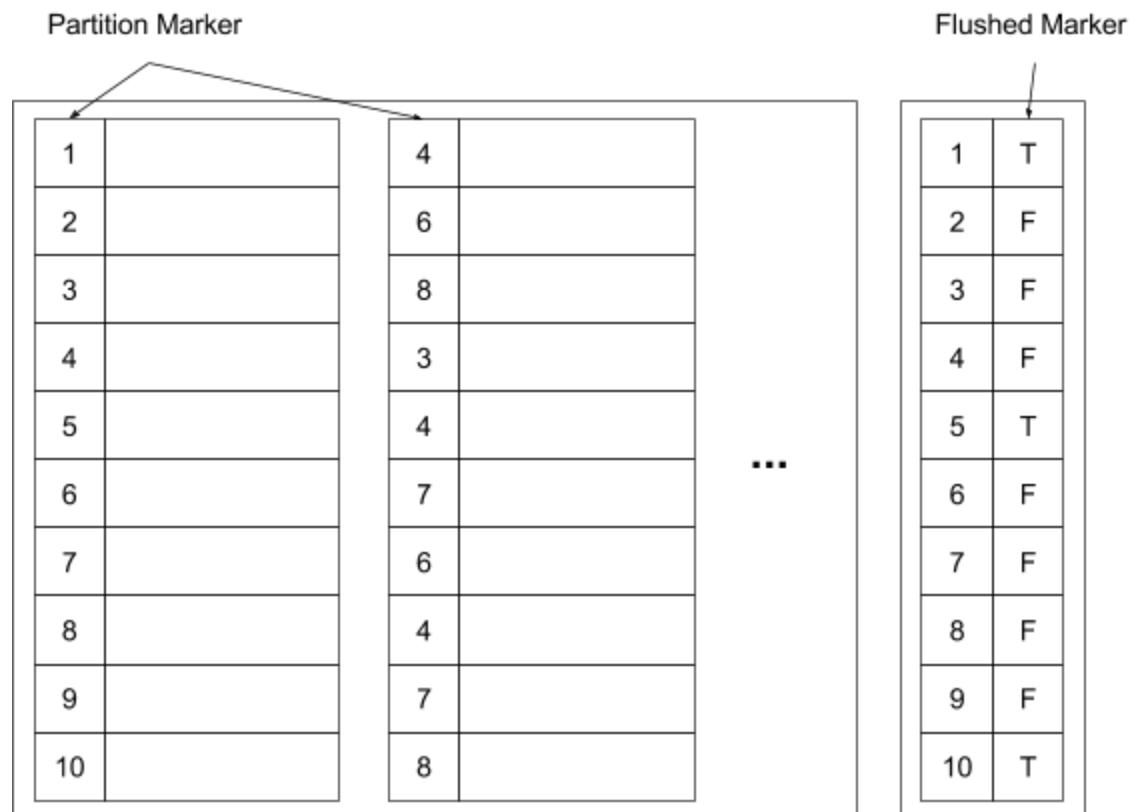 Partition Marker Flushed Marker
1 4 1 T
2 6 2 F
3 8 3 F
4 3 4 F
5 4 5 T
...
6 7 6 F
7 6 7 F
8 4 8 F
9 7 9 F
10 8 10 T